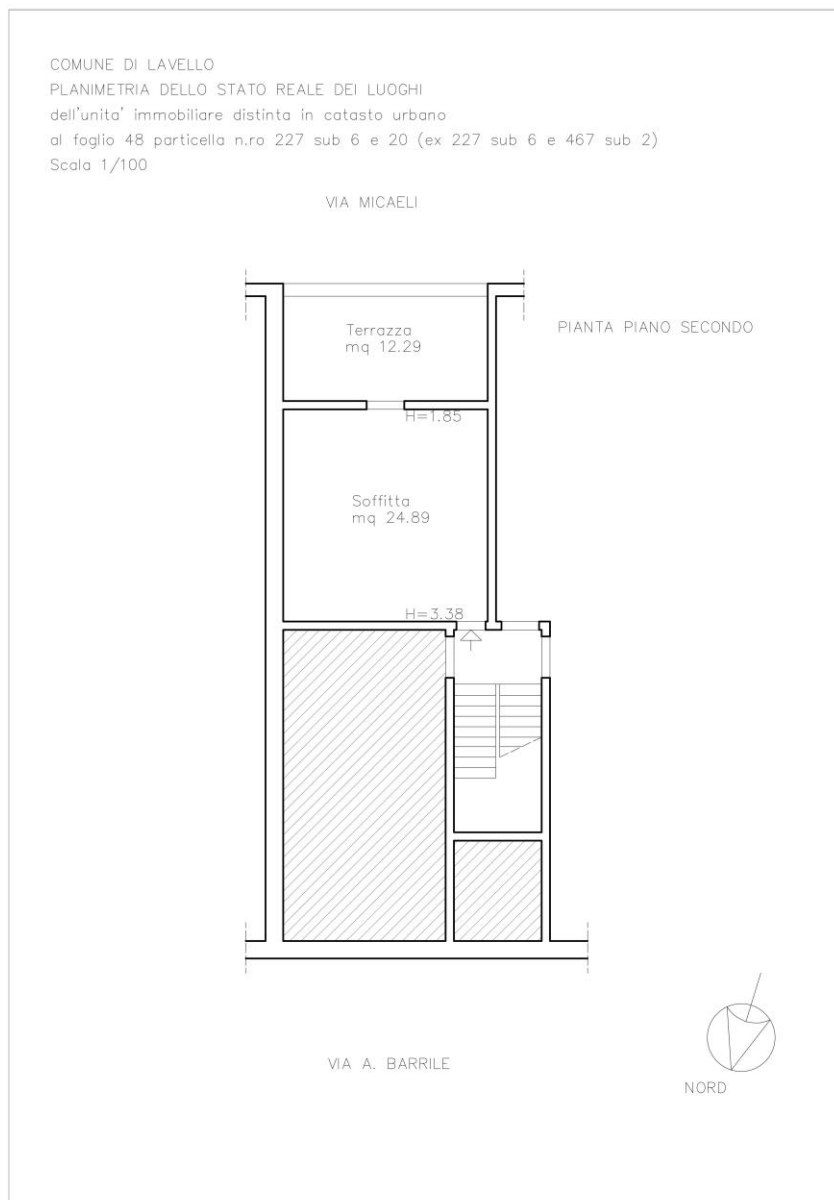 COMUNE DI LAVELLO
PLANIMETRIA DELLO STATO REALE DEI LUOGHI
dell'unita' immobiliare distinta in catasto urbano
al foglio 48 particella n.ro 227 sub 6 e 20 (ex 227 sub 6 e 467 sub 2)
Scala 1/100
VIA MICAELI
PIANTA PIANO SECONDO
Terrazza
mq 12.29
H=1.85
Soffitta
mq 24.89
H=3.38
VIA A. BARRILE
NORD